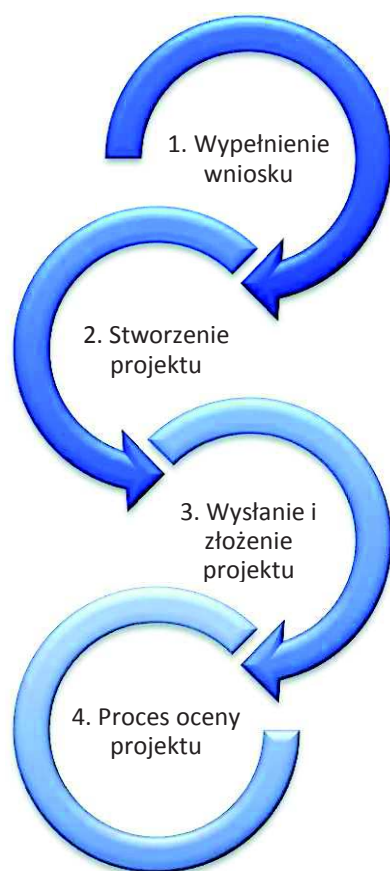 1. Wypełnienie
wniosku
2. Stworzenie
projektu
3. Wysłanie i
złożenie
projektu
4. Proces oceny
projektu